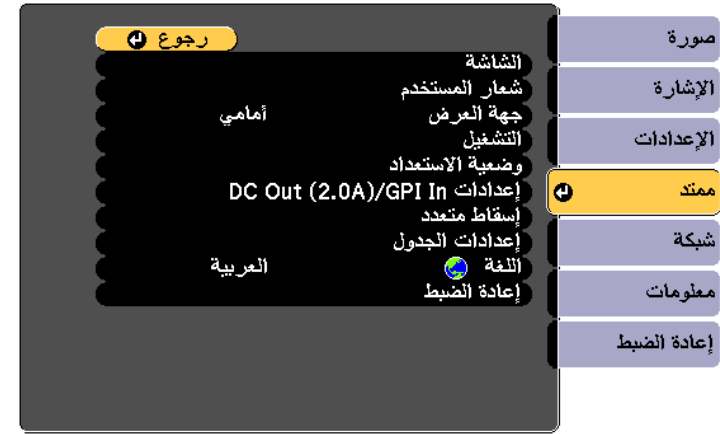 صورة
الإشارة
الإعدادات
ممتد
شبكة
معلومات
إعادة الضبط
رجوع
الشاشة
شعار المستخدم
جهة العرض أمامي
التشغيل
وضعية الاستعداد
إعدادات DC Out (2.0A)/GPI In
إسقاط متعدد
إعدادات الجدول
اللغة العربية
إعادة الضبط